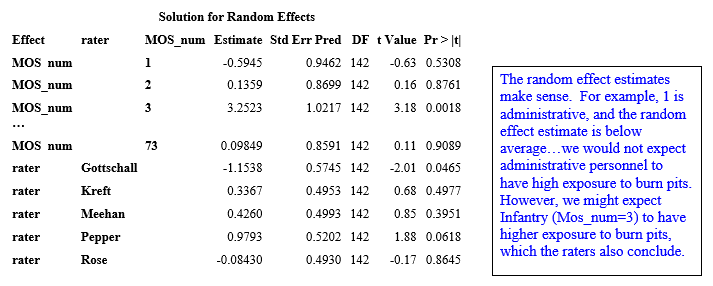 Solution for Random Effects
Effect rater MOS_num Estimate Std Err Pred DF t Value Pr > |t|
MOS_num 1 -0.5945 0.9462 142 -0.63 0.5308
MOS_num 2 0.1359 0.8699 142 0.16 0.8761
MOS_num 3 3.2523 1.0217 142 3.18 0.0018
…
MOS_num 73 0.09849 0.8591 142 0.11 0.9089
rater Gottschall -1.1538 0.5745 142 -2.01 0.0465
rater Kreft 0.3367 0.4953 142 0.68 0.4977
rater Meehan 0.4260 0.4993 142 0.85 0.3951
rater Pepper 0.9793 0.5202 142 1.88 0.0618
rater Rose -0.08430 0.4930 142 -0.17 0.8645
The random effect estimates
make sense. For example, 1 is
administrative, and the random
effect estimate is below
average…we would not expect
administrative personnel to
have high exposure to burn pits.
However, we might expect
Infantry (Mos_num=3) to have
higher exposure to burn pits,
which the raters also conclude.